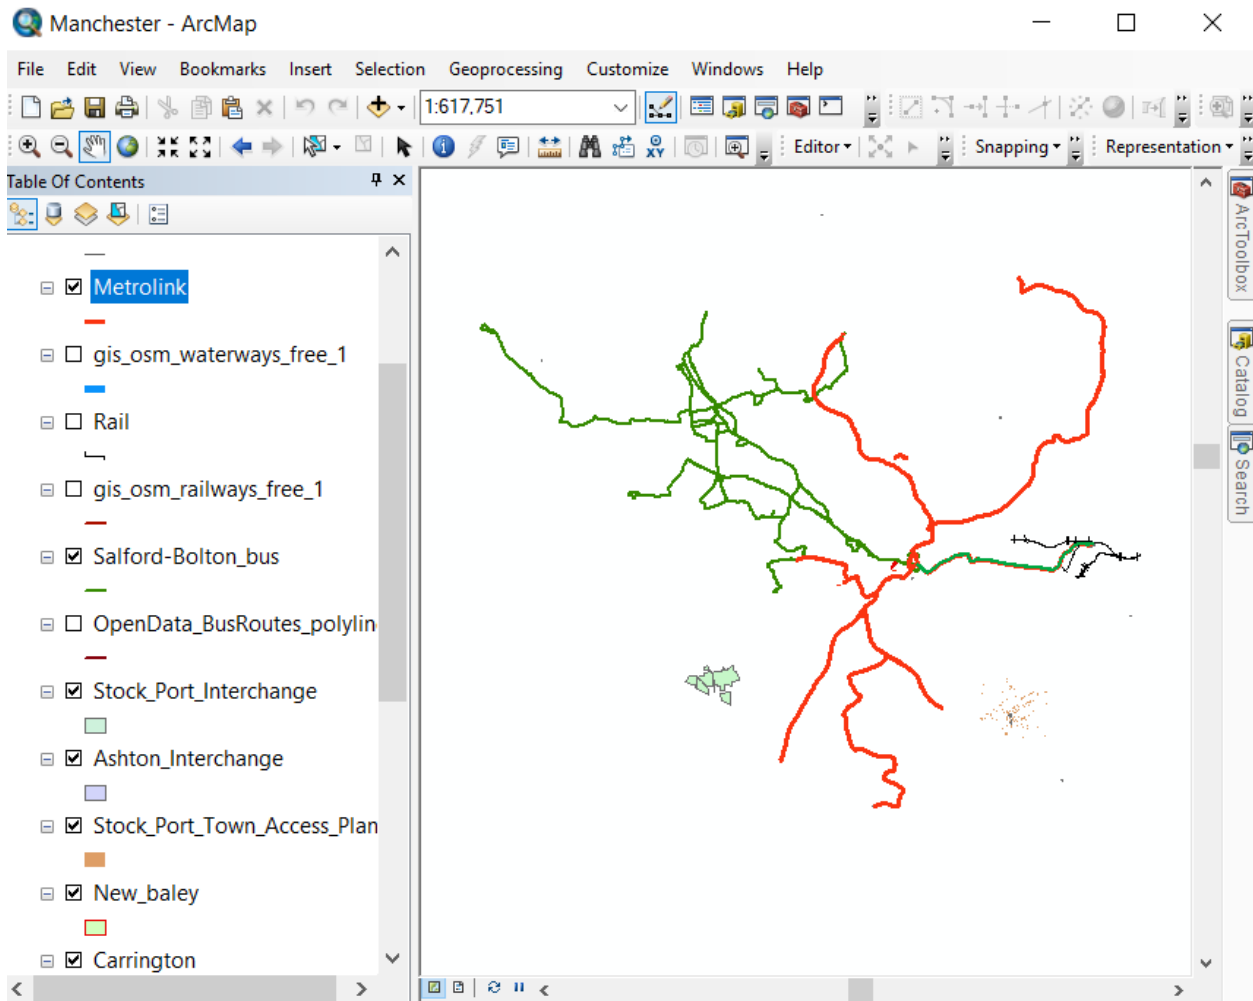 Manchester - ArcMap
File Edit View Bookmarks Insert Selection Geoprocessing Customize Windows Help
1:617,751
Editor Snapping Representation
Table Of Contents
Metrolink
gis_osm_waterways_free_1
Rail
gis_osm_railways_free_1
Salford-Bolton_bus
OpenData_BusRoutes_polylin
Stock_Port_Interchange
Ashton_Interchange
Stock_Port_Town_Access_Plan
New_baley
Carrington
ArcToolbox
Catalog
Search